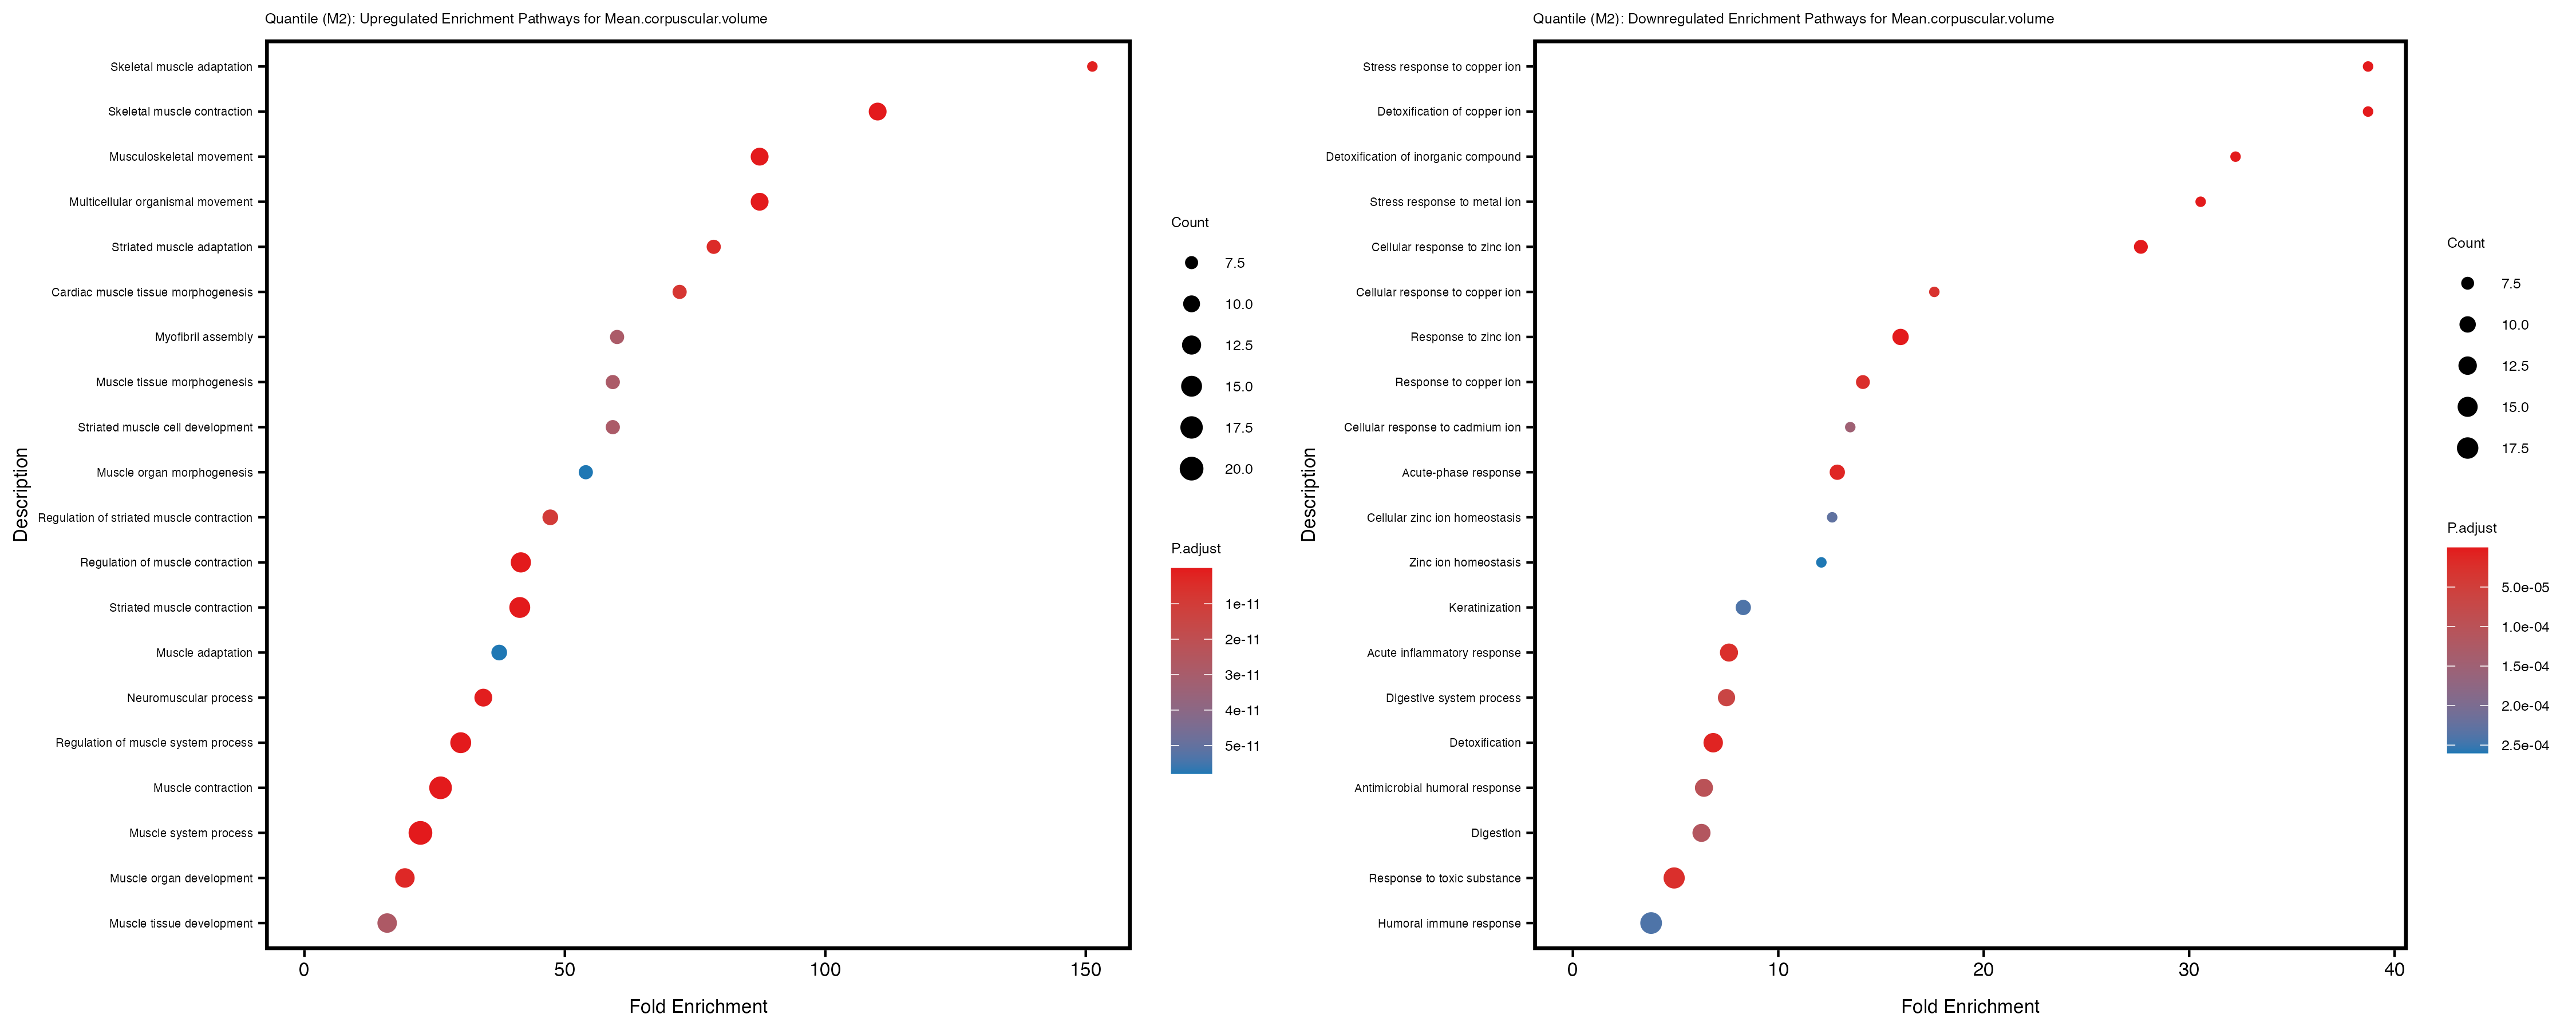 Quantile (M2): Upregulated Enrichment Pathways for Mean.corpuscular.volume
Description
Skeletal muscle adaptation
Skeletal muscle contraction
Musculoskeletal movement
Multicellular organismal movement
Striated muscle adaptation
Cardiac muscle tissue morphogenesis
Myofibril assembly
Muscle tissue morphogenesis
Striated muscle cell development
Muscle organ morphogenesis
Regulation of striated muscle contraction
Regulation of muscle contraction
Striated muscle contraction
Muscle adaptation
Neuromuscular process
Regulation of muscle system process
Muscle contraction
Muscle system process
Muscle organ development
Muscle tissue development
0 50 100 150
Fold Enrichment
Count
7.5
10.0
12.5
15.0
17.5
20.0
P.adjust
1e-11
2e-11
3e-11
4e-11
5e-11
Quantile (M2): Downregulated Enrichment Pathways for Mean.corpuscular.volume
Description
Stress response to copper ion
Detoxification of copper ion
Detoxification of inorganic compound
Stress response to metal ion
Cellular response to zinc ion
Cellular response to copper ion
Response to zinc ion
Response to copper ion
Cellular response to cadmium ion
Acute-phase response
Cellular zinc ion homeostasis
Zinc ion homeostasis
Keratinization
Acute inflammatory response
Digestive system process
Detoxification
Antimicrobial humoral response
Digestion
Response to toxic substance
Humoral immune response
0 10 20 30 40
Fold Enrichment
Count
7.5
10.0
12.5
15.0
17.5
P.adjust
5.0e-05
1.0e-04
1.5e-04
2.0e-04
2.5e-04